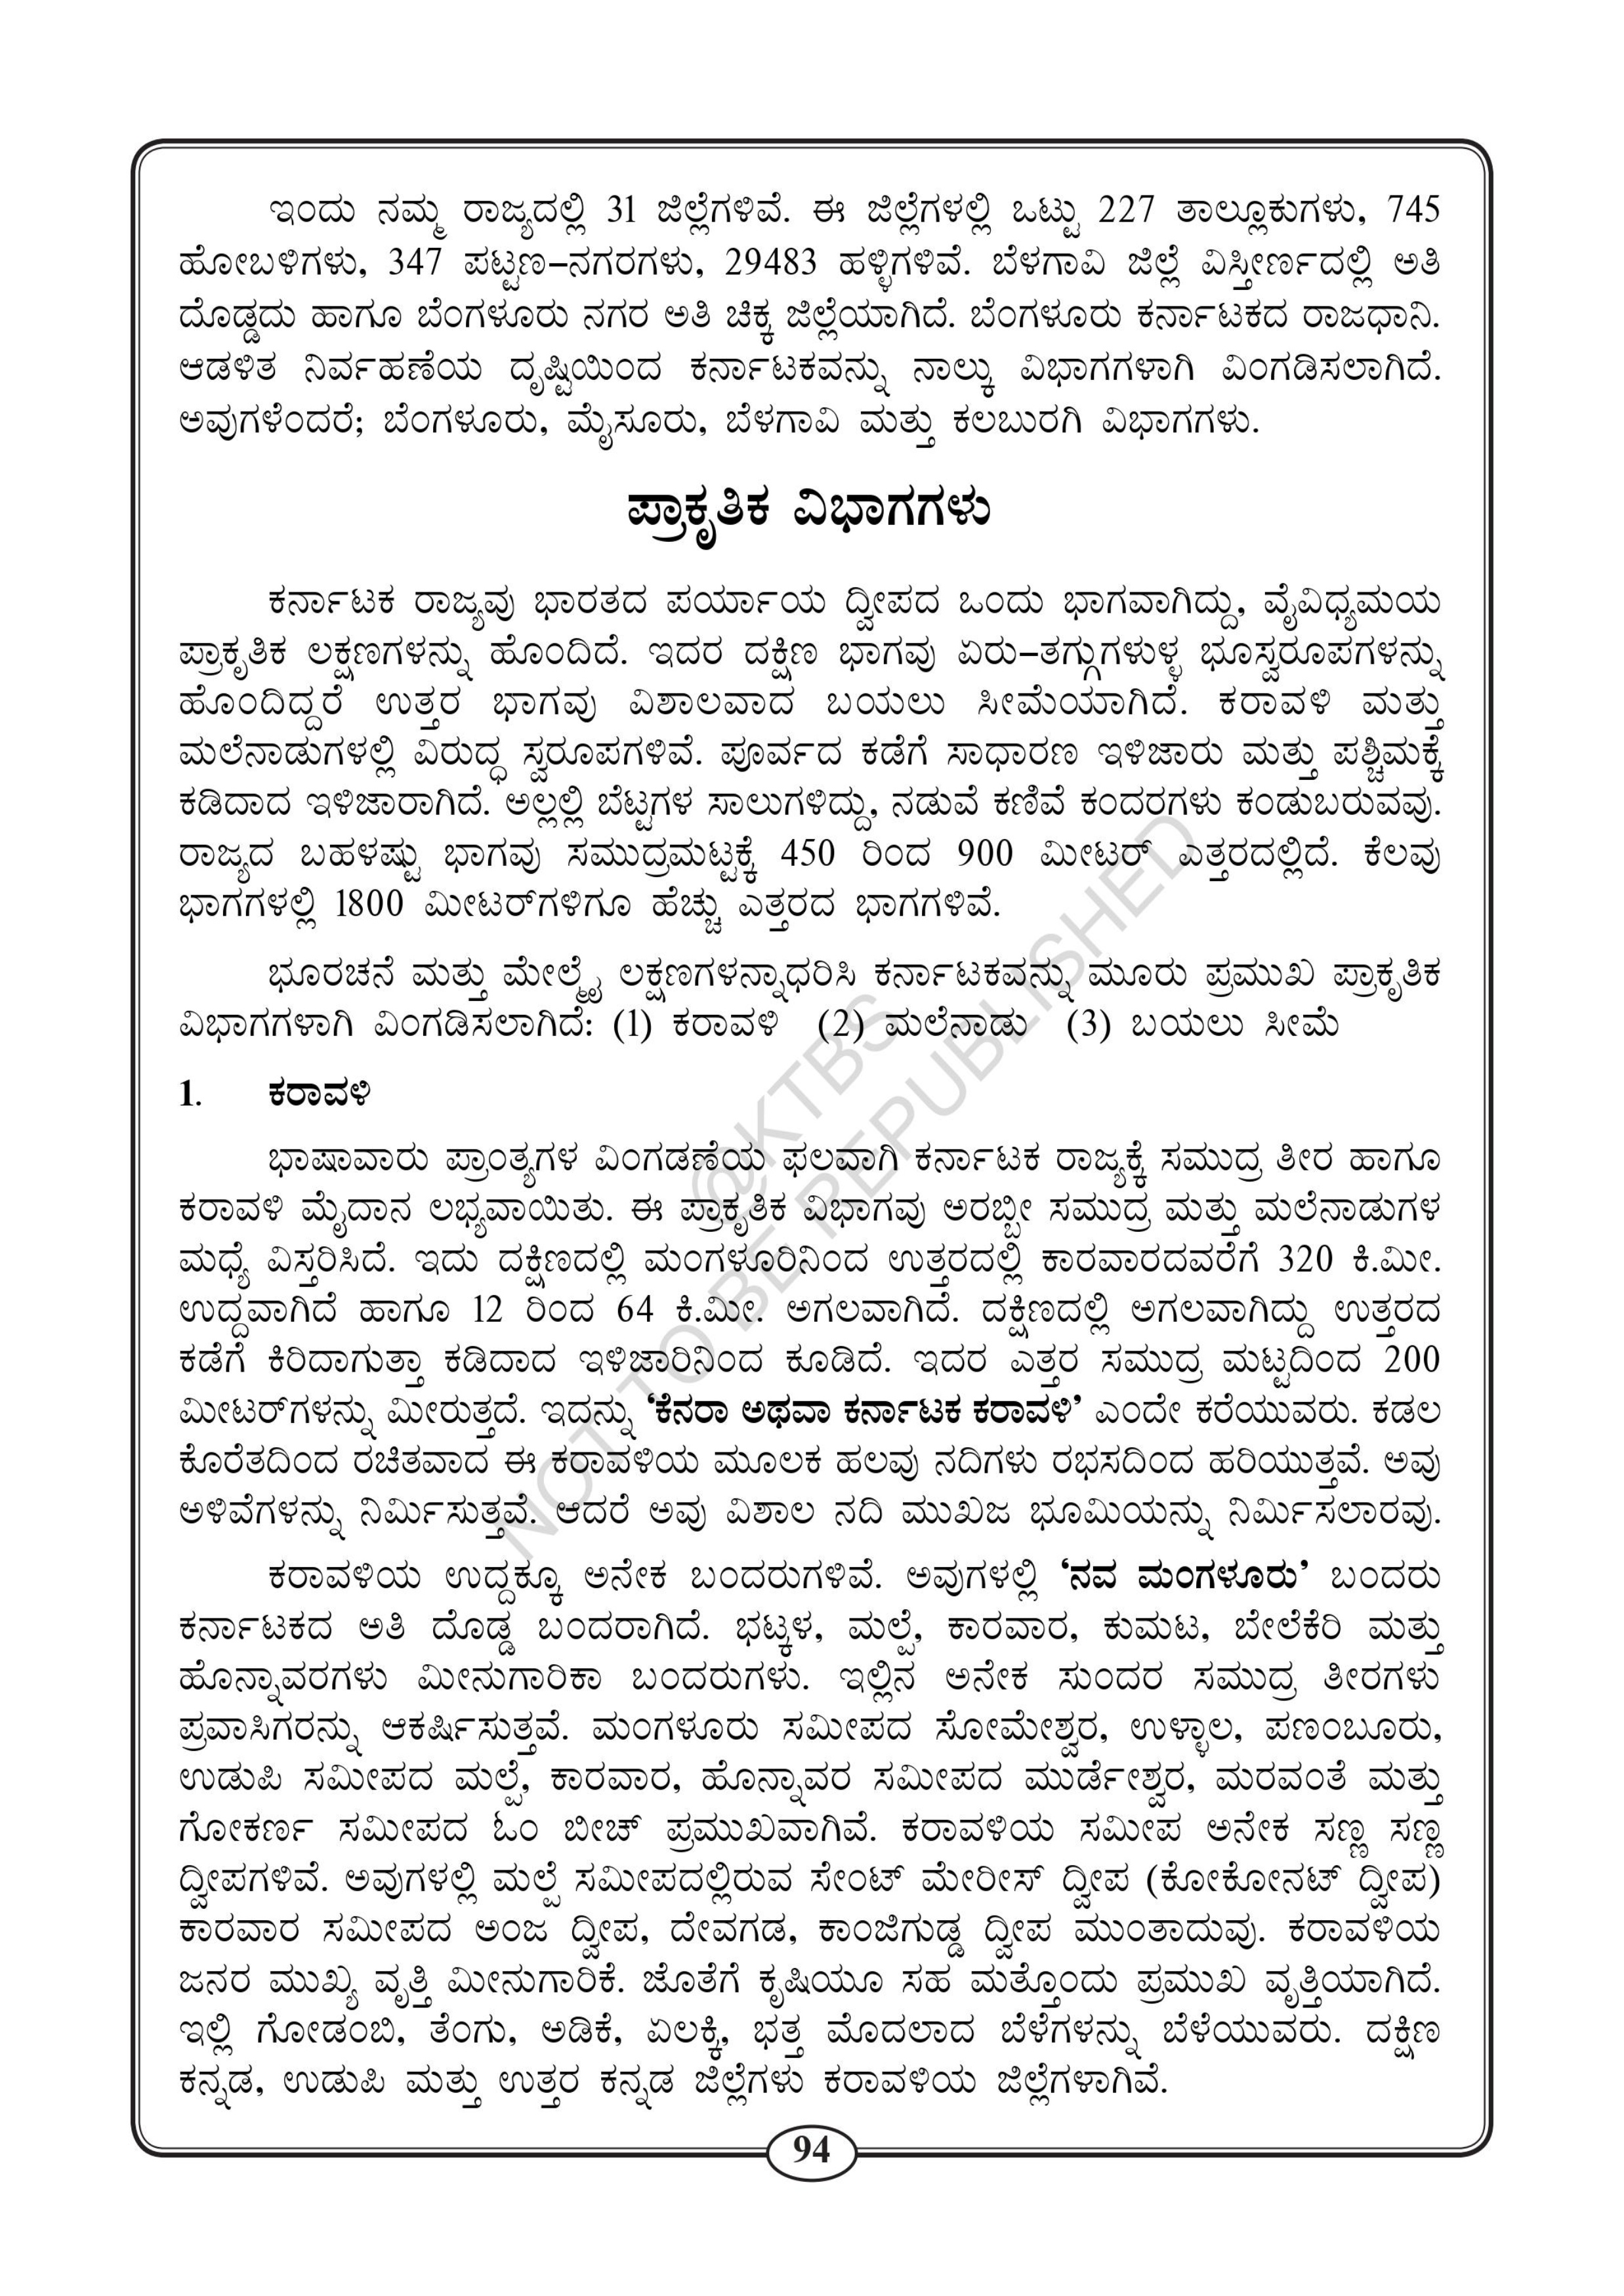 ಇಂದು ನಮ್ಮ ರಾಜ್ಯದಲ್ಲಿ 31 ಜಿಲ್ಲೆಗಳಿವೆ. ಈ ಜಿಲ್ಲೆಗಳಲ್ಲಿ ಒಟ್ಟು 227 ತಾಲ್ಲೂಕುಗಳು, 745
ಹೋಬಳಿಗಳು, 347 ಪಟ್ಟಣ–ನಗರಗಳು, 29483 ಹಳ್ಳಿಗಳಿವೆ. ಬೆಳಗಾವಿ ಜಿಲ್ಲೆ ವಿಸ್ತೀರ್ಣದಲ್ಲಿ ಅತಿ
ದೊಡ್ಡದು ಹಾಗೂ ಬೆಂಗಳೂರು ನಗರ ಅತಿ ಚಿಕ್ಕ ಜಿಲ್ಲೆಯಾಗಿದೆ. ಬೆಂಗಳೂರು ಕರ್ನಾಟಕದ ರಾಜಧಾನಿ.
ಆಡಳಿತ ನಿರ್ವಹಣೆಯ ದೃಷ್ಟಿಯಿಂದ ಕರ್ನಾಟಕವನ್ನು ನಾಲ್ಕು ವಿಭಾಗಗಳಾಗಿ ವಿಂಗಡಿಸಲಾಗಿದೆ.
ಅವುಗಳೆಂದರೆ; ಬೆಂಗಳೂರು, ಮೈಸೂರು, ಬೆಳಗಾವಿ ಮತ್ತು ಕಲಬುರಗಿ ವಿಭಾಗಗಳು.
ಪ್ರಾಕೃತಿಕ ವಿಭಾಗಗಳು
ಕರ್ನಾಟಕ ರಾಜ್ಯವು ಭಾರತದ ಪರ್ಯಾಯ ದ್ವೀಪದ ಒಂದು ಭಾಗವಾಗಿದ್ದು, ವೈವಿಧ್ಯಮಯ
ಪ್ರಾಕೃತಿಕ ಲಕ್ಷಣಗಳನ್ನು ಹೊಂದಿದೆ. ಇದರ ದಕ್ಷಿಣ ಭಾಗವು ಏರು–ತಗ್ಗುಗಳುಳ್ಳ ಭೂಸ್ವರೂಪಗಳನ್ನು
ಹೊಂದಿದ್ದರೆ ಉತ್ತರ ಭಾಗವು ವಿಶಾಲವಾದ ಬಯಲು ಸೀಮೆಯಾಗಿದೆ. ಕರಾವಳಿ ಮತ್ತು
ಮಲೆನಾಡುಗಳಲ್ಲಿ ವಿರುದ್ಧ ಸ್ವರೂಪಗಳಿವೆ. ಪೂರ್ವದ ಕಡೆಗೆ ಸಾಧಾರಣ ಇಳಿಜಾರು ಮತ್ತು ಪಶ್ಚಿಮಕ್ಕೆ
ಕಡಿದಾದ ಇಳಿಜಾರಾಗಿದೆ. ಅಲ್ಲಲ್ಲಿ ಬೆಟ್ಟಗಳ ಸಾಲುಗಳಿದ್ದು, ನಡುವೆ ಕಣಿವೆ ಕಂದರಗಳು ಕಂಡುಬರುವವು.
ರಾಜ್ಯದ ಬಹಳಷ್ಟು ಭಾಗವು ಸಮುದ್ರಮಟ್ಟಕ್ಕೆ 450 ರಿಂದ 900 ಮೀಟರ್ ಎತ್ತರದಲ್ಲಿದೆ. ಕೆಲವು
ಭಾಗಗಳಲ್ಲಿ 1800 ಮೀಟರ್‌ಗಳಿಗೂ ಹೆಚ್ಚು ಎತ್ತರದ ಭಾಗಗಳಿವೆ.
ಭೂರಚನೆ ಮತ್ತು ಮೇಲ್ಮೈ ಲಕ್ಷಣಗಳನ್ನಾಧರಿಸಿ ಕರ್ನಾಟಕವನ್ನು ಮೂರು ಪ್ರಮುಖ ಪ್ರಾಕೃತಿಕ
ವಿಭಾಗಗಳಾಗಿ ವಿಂಗಡಿಸಲಾಗಿದೆ: (1) ಕರಾವಳಿ (2) ಮಲೆನಾಡು (3) ಬಯಲು ಸೀಮೆ
1. ಕರಾವಳಿ
ಭಾಷಾವಾರು ಪ್ರಾಂತ್ಯಗಳ ವಿಂಗಡಣೆಯ ಫಲವಾಗಿ ಕರ್ನಾಟಕ ರಾಜ್ಯಕ್ಕೆ ಸಮುದ್ರ ತೀರ ಹಾಗೂ
ಕರಾವಳಿ ಮೈದಾನ ಲಭ್ಯವಾಯಿತು. ಈ ಪ್ರಾಕೃತಿಕ ವಿಭಾಗವು ಅರಬ್ಬೀ ಸಮುದ್ರ ಮತ್ತು ಮಲೆನಾಡುಗಳ
ಮಧ್ಯೆ ವಿಸ್ತರಿಸಿದೆ. ಇದು ದಕ್ಷಿಣದಲ್ಲಿ ಮಂಗಳೂರಿನಿಂದ ಉತ್ತರದಲ್ಲಿ ಕಾರವಾರದವರೆಗೆ 320 ಕಿ.ಮೀ.
ಉದ್ದವಾಗಿದೆ ಹಾಗೂ 12 ರಿಂದ 64 ಕಿ.ಮೀ. ಅಗಲವಾಗಿದೆ. ದಕ್ಷಿಣದಲ್ಲಿ ಅಗಲವಾಗಿದ್ದು ಉತ್ತರದ
ಕಡೆಗೆ ಕಿರಿದಾಗುತ್ತಾ ಕಡಿದಾದ ಇಳಿಜಾರಿನಿಂದ ಕೂಡಿದೆ. ಇದರ ಎತ್ತರ ಸಮುದ್ರ ಮಟ್ಟದಿಂದ 200
ಮೀಟರ್‌ಗಳನ್ನು ಮೀರುತ್ತದೆ. ಇದನ್ನು ‘ಕೆನರಾ ಅಥವಾ ಕರ್ನಾಟಕ ಕರಾವಳಿ’ ಎಂದೇ ಕರೆಯುವರು. ಕಡಲ
ಕೊರೆತದಿಂದ ರಚಿತವಾದ ಈ ಕರಾವಳಿಯ ಮೂಲಕ ಹಲವು ನದಿಗಳು ರಭಸದಿಂದ ಹರಿಯುತ್ತವೆ. ಅವು
ಅಳಿವೆಗಳನ್ನು ನಿರ್ಮಿಸುತ್ತವೆ. ಆದರೆ ಅವು ವಿಶಾಲ ನದಿ ಮುಖಜ ಭೂಮಿಯನ್ನು ನಿರ್ಮಿಸಲಾರವು.
ಕರಾವಳಿಯ ಉದ್ದಕ್ಕೂ ಅನೇಕ ಬಂದರುಗಳಿವೆ. ಅವುಗಳಲ್ಲಿ ‘ನವ ಮಂಗಳೂರು’ ಬಂದರು
ಕರ್ನಾಟಕದ ಅತಿ ದೊಡ್ಡ ಬಂದರಾಗಿದೆ. ಭಟ್ಕಳ, ಮಲ್ಪೆ, ಕಾರವಾರ, ಕುಮಟ, ಬೇಲೆಕೆರಿ ಮತ್ತು
ಹೊನ್ನಾವರಗಳು ಮೀನುಗಾರಿಕಾ ಬಂದರುಗಳು. ಇಲ್ಲಿನ ಅನೇಕ ಸುಂದರ ಸಮುದ್ರ ತೀರಗಳು
ಪ್ರವಾಸಿಗರನ್ನು ಆಕರ್ಷಿಸುತ್ತವೆ. ಮಂಗಳೂರು ಸಮೀಪದ ಸೋಮೇಶ್ವರ, ಉಳ್ಳಾಲ, ಪಣಂಬೂರು,
ಉಡುಪಿ ಸಮೀಪದ ಮಲ್ಪೆ, ಕಾರವಾರ, ಹೊನ್ನಾವರ ಸಮೀಪದ ಮುರ್ಡೇಶ್ವರ, ಮರವಂತೆ ಮತ್ತು
ಗೋಕರ್ಣ ಸಮೀಪದ ಓಂ ಬೀಚ್ ಪ್ರಮುಖವಾಗಿವೆ. ಕರಾವಳಿಯ ಸಮೀಪ ಅನೇಕ ಸಣ್ಣ ಸಣ್ಣ
ದ್ವೀಪಗಳಿವೆ. ಅವುಗಳಲ್ಲಿ ಮಲ್ಪೆ ಸಮೀಪದಲ್ಲಿರುವ ಸೇಂಟ್ ಮೇರೀಸ್ ದ್ವೀಪ (ಕೋಕೋನಟ್ ದ್ವೀಪ)
ಕಾರವಾರ ಸಮೀಪದ ಅಂಜ ದ್ವೀಪ, ದೇವಗಡ, ಕಾಂಜಿಗುಡ್ಡ ದ್ವೀಪ ಮುಂತಾದುವು. ಕರಾವಳಿಯ
ಜನರ ಮುಖ್ಯ ವೃತ್ತಿ ಮೀನುಗಾರಿಕೆ. ಜೊತೆಗೆ ಕೃಷಿಯೂ ಸಹ ಮತ್ತೊಂದು ಪ್ರಮುಖ ವೃತ್ತಿಯಾಗಿದೆ.
ಇಲ್ಲಿ ಗೋಡಂಬಿ, ತೆಂಗು, ಅಡಿಕೆ, ಏಲಕ್ಕಿ, ಭತ್ತ ಮೊದಲಾದ ಬೆಳೆಗಳನ್ನು ಬೆಳೆಯುವರು. ದಕ್ಷಿಣ
ಕನ್ನಡ, ಉಡುಪಿ ಮತ್ತು ಉತ್ತರ ಕನ್ನಡ ಜಿಲ್ಲೆಗಳು ಕರಾವಳಿಯ ಜಿಲ್ಲೆಗಳಾಗಿವೆ.
@KTBS
NOT TO BE REPUBLISHED
94